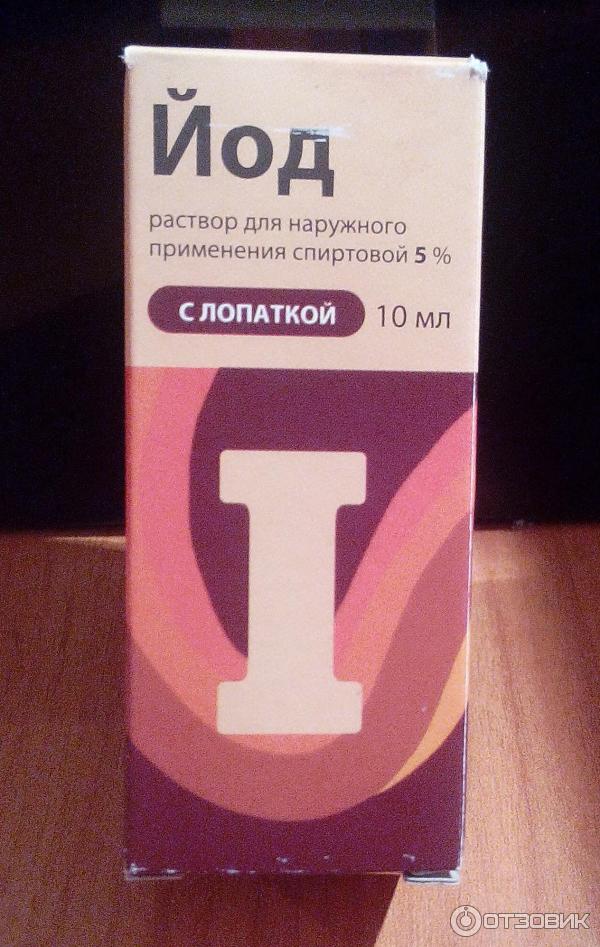 Йод
раствор для наружного
применения спиртовой 5 %
С ЛОПАТКОЙ 10 мл
I
ОТЗОВИК